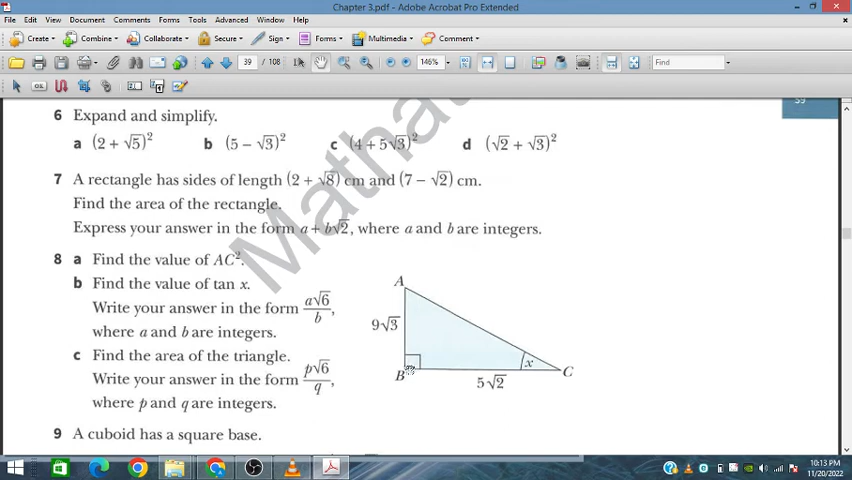 Chapter 3.pdf - Adobe Acrobat Pro Extended
File Edit View Document Comments Forms Tools Advanced Window Help
Create Combine Collaborate Secure Sign Forms Multimedia Comment
39 / 108 146% Find
39
6 Expand and simplify.
a (2 + √5)² b (5 − √3)² c (4 + 5√3)² d (√2 + √3)²
7 A rectangle has sides of length (2 + √8) cm and (7 − √2) cm.
Find the area of the rectangle.
Express your answer in the form a + b√2, where a and b are integers.
8 a Find the value of AC².
b Find the value of tan x.
Write your answer in the form a√6/b,
where a and b are integers.
c Find the area of the triangle.
Write your answer in the form p√6/q,
where p and q are integers.
A
9√3
B
x
C
5√2
9 A cuboid has a square base.
10:13 PM
11/20/2022